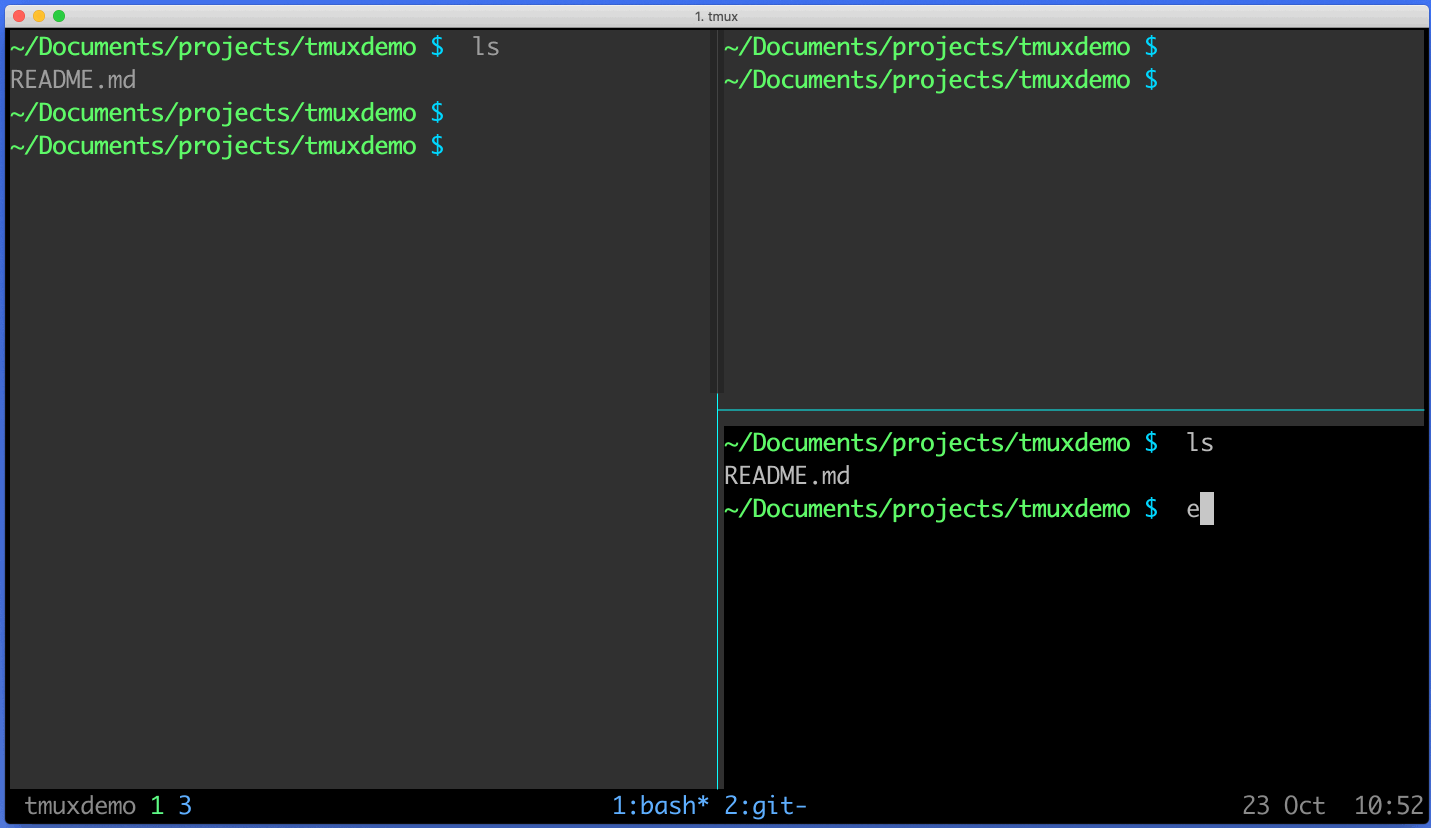 1. tmux
~/Documents/projects/tmuxdemo $  ls
README.md
~/Documents/projects/tmuxdemo $
~/Documents/projects/tmuxdemo $
~/Documents/projects/tmuxdemo $
~/Documents/projects/tmuxdemo $
~/Documents/projects/tmuxdemo $  ls
README.md
~/Documents/projects/tmuxdemo $  e
tmuxdemo 1 3 1:bash* 2:git- 23 Oct  10:52